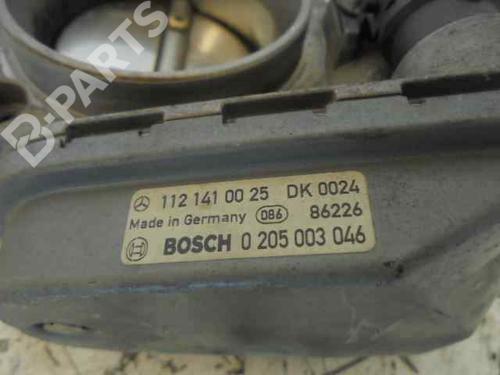 B-PARTS
112 141 00 25 DK 0024
Made in Germany 086 86226
BOSCH 0 205 003 046